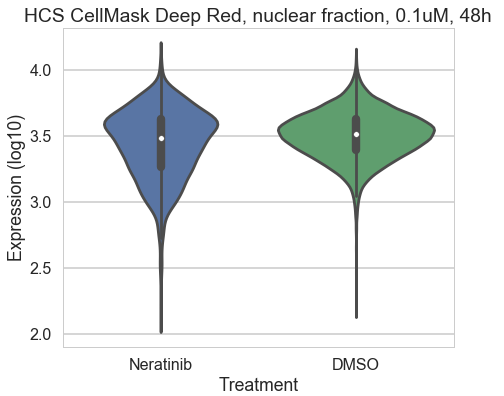 HCS CellMask Deep Red, nuclear fraction, 0.1uM, 48h
4.0
3.5
3.0
2.5
2.0
Expression (log10)
Neratinib
DMSO
Treatment